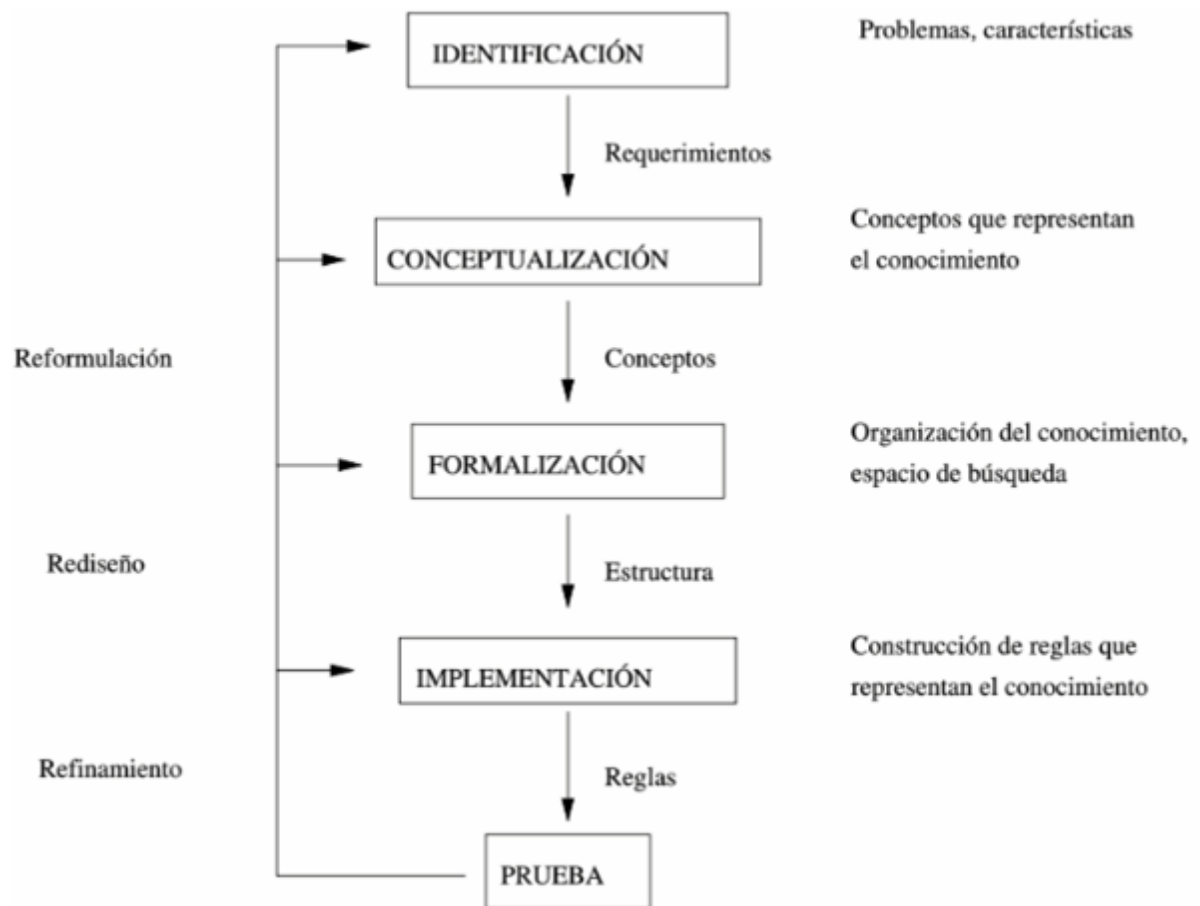 IDENTIFICACIÓN
Problemas, características
Requerimientos
CONCEPTUALIZACIÓN
Conceptos que representan
el conocimiento
Reformulación
Conceptos
FORMALIZACIÓN
Organización del conocimiento,
espacio de búsqueda
Rediseño
Estructura
IMPLEMENTACIÓN
Construcción de reglas que
representan el conocimiento
Refinamiento
Reglas
PRUEBA